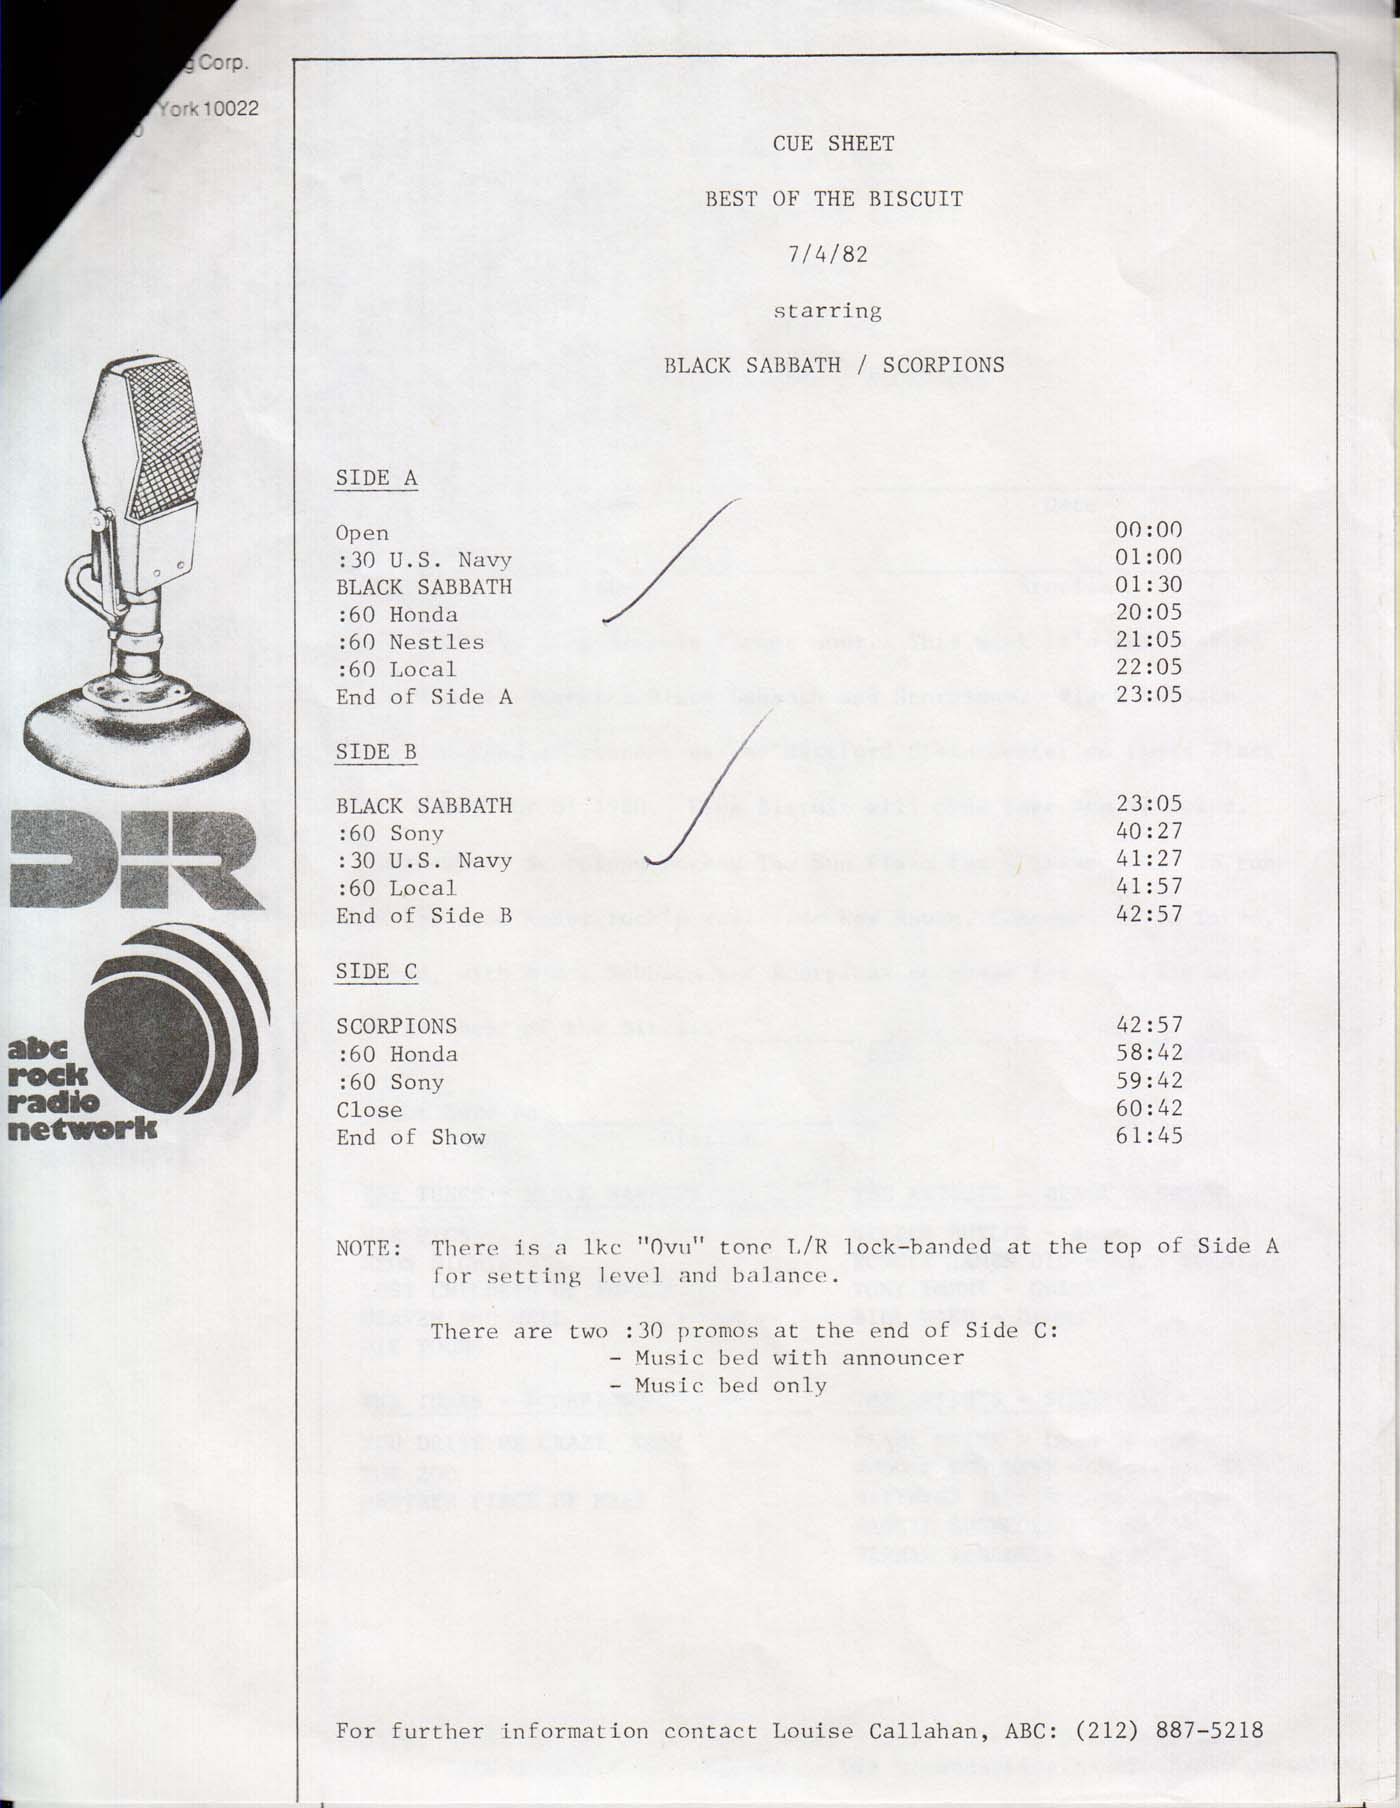 Corp.
York 10022
0
CUE SHEET
BEST OF THE BISCUIT
7/4/82
starring
BLACK SABBATH / SCORPIONS
SIDE A
Open 00:00
:30 U.S. Navy 01:00
BLACK SABBATH 01:30
:60 Honda 20:05
:60 Nestles 21:05
:60 Local 22:05
End of Side A 23:05
SIDE B
BLACK SABBATH 23:05
:60 Sony 40:27
:30 U.S. Navy 41:27
:60 Local 41:57
End of Side B 42:57
SIDE C
SCORPIONS 42:57
:60 Honda 58:42
:60 Sony 59:42
Close 60:42
End of Show 61:45
DIR
abc
rock
radio
network
NOTE: There is a 1kc "Ovu" tone L/R lock-banded at the top of Side A
for setting level and balance.
There are two :30 promos at the end of Side C:
- Music bed with announcer
- Music bed only
For further information contact Louise Callahan, ABC: (212) 887-5218